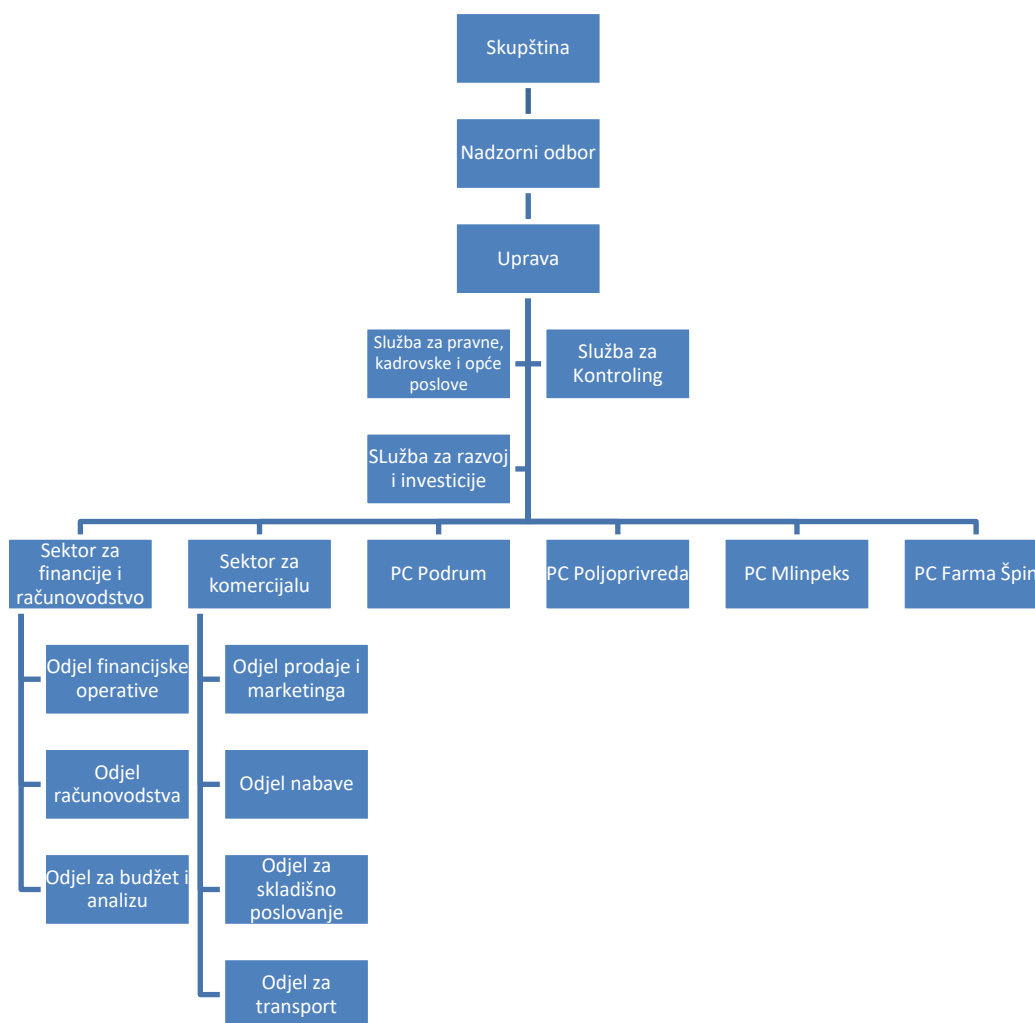 Skupština
Nadzorni odbor
Uprava
Služba za pravne,
kadrovske i opće
poslove
Služba za
Kontroling
SLužba za razvoj
i investicije
Sektor za
financije i
računovodstvo
Sektor za
komercijalu
PC Podrum
PC Poljoprivreda
PC Mlinpeks
PC Farma Špin
Odjel financijske
operative
Odjel prodaje i
marketinga
Odjel
računovodstva
Odjel nabave
Odjel za budžet i
analizu
Odjel za
skladišno
poslovanje
Odjel za
transport